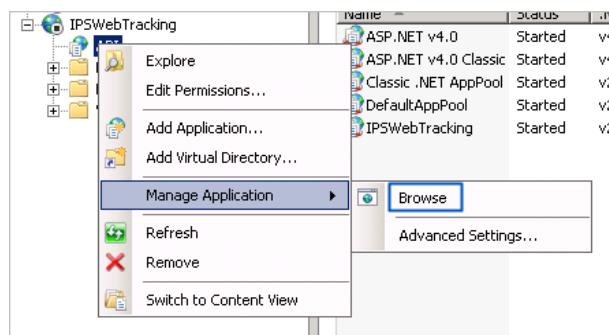 Name Status
IPSWebTracking
API
ASP.NET v4.0 Started
ASP.NET v4.0 Classic Started
Classic .NET AppPool Started
DefaultAppPool Started
IPSWebTracking Started
Explore
Edit Permissions...
Add Application...
Add Virtual Directory...
Manage Application
Browse
Advanced Settings...
Refresh
Remove
Switch to Content View